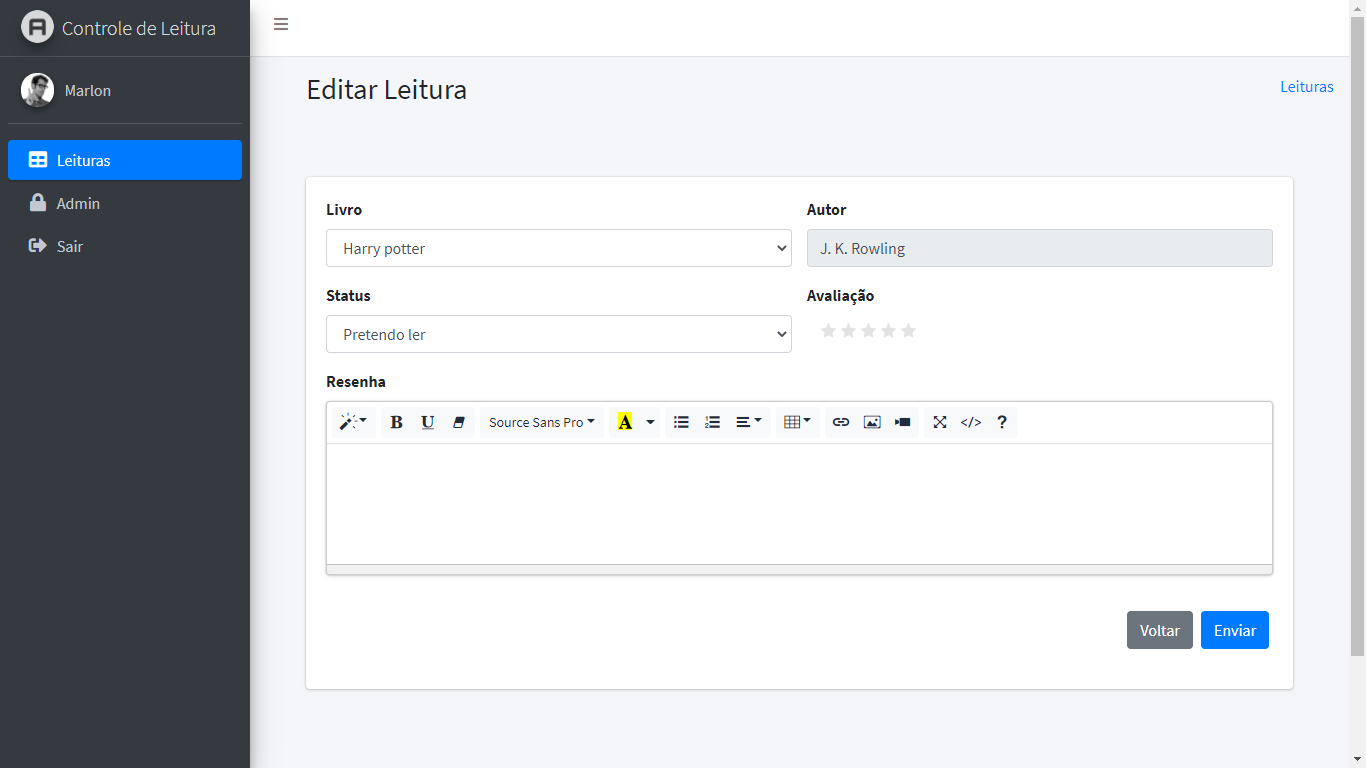 Controle de Leitura
Marlon
Leituras
Admin
Sair
Editar Leitura
Leituras
Livro
Autor
Harry potter
J. K. Rowling
Status
Avaliação
Pretendo ler
Resenha
B U Source Sans Pro A </> ?
Voltar Enviar